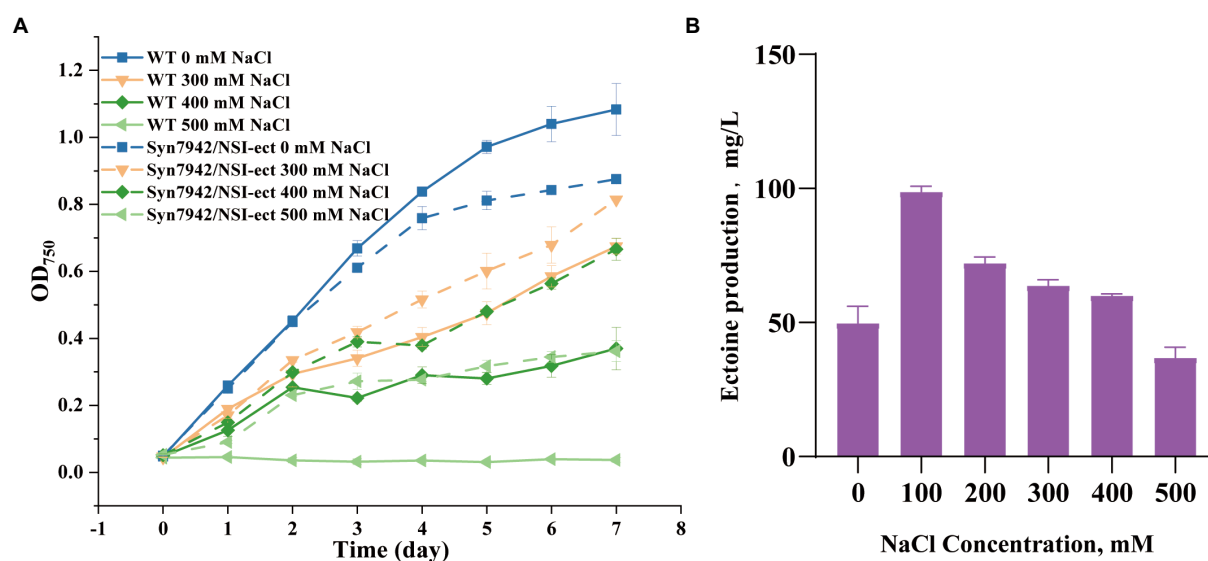 A
WT 0 mM NaCl
WT 300 mM NaCl
WT 400 mM NaCl
WT 500 mM NaCl
Syn7942/NSI-ect 0 mM NaCl
Syn7942/NSI-ect 300 mM NaCl
Syn7942/NSI-ect 400 mM NaCl
Syn7942/NSI-ect 500 mM NaCl
1.2
1.0
0.8
0.6
0.4
0.2
0.0
OD750
-1 0 1 2 3 4 5 6 7 8
Time (day)
B
150
100
50
0
Ectoine production, mg/L
0 100 200 300 400 500
NaCl Concentration, mM